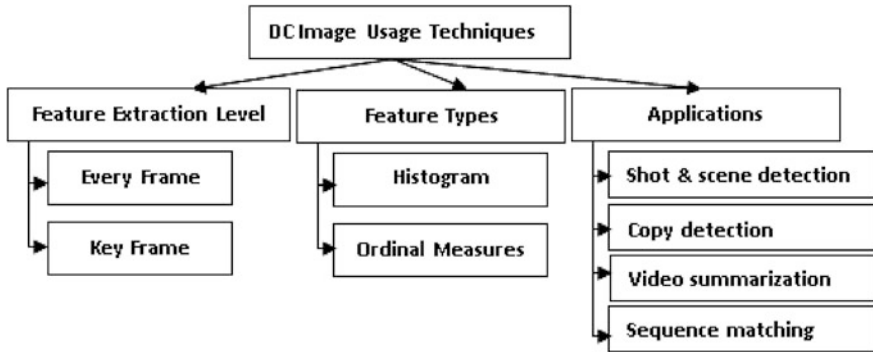 DC Image Usage Techniques
Feature Extraction Level
Every Frame
Key Frame
Feature Types
Histogram
Ordinal Measures
Applications
Shot & scene detection
Copy detection
Video summarization
Sequence matching